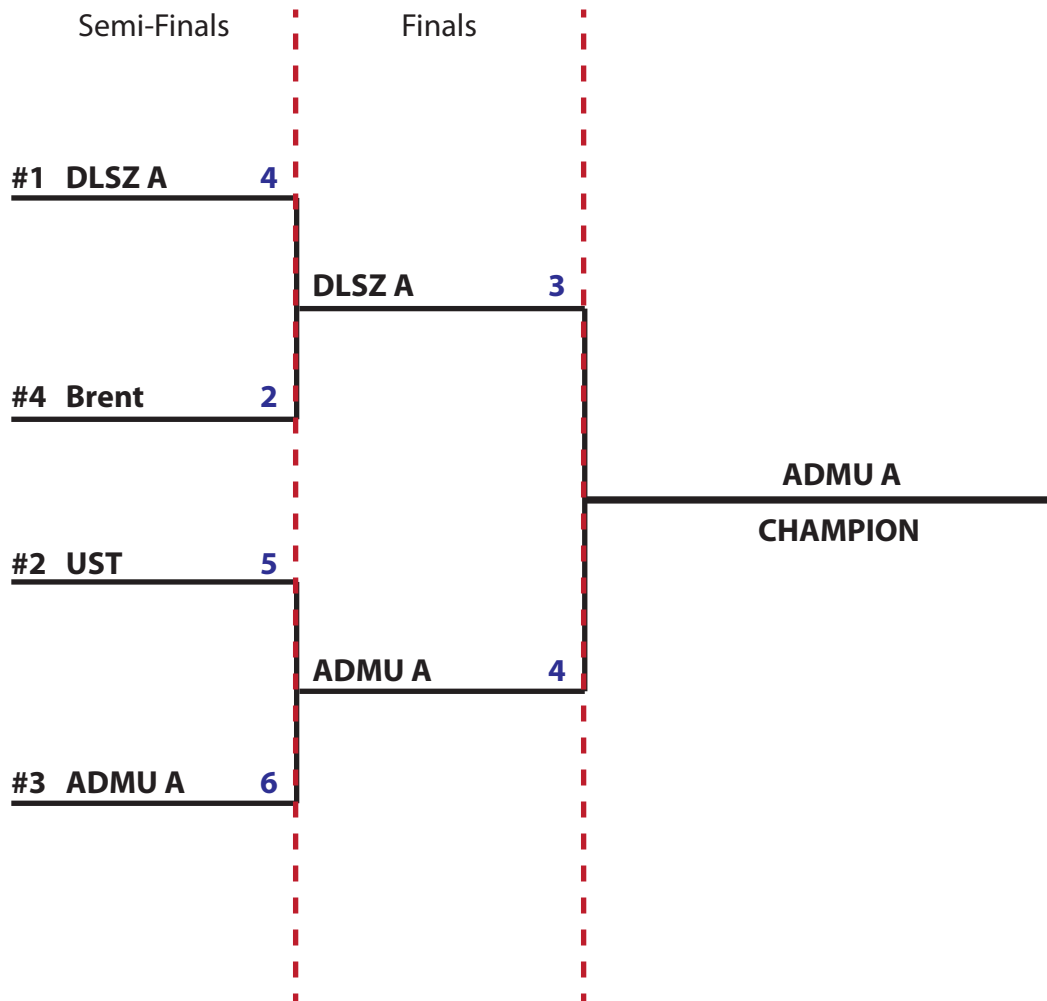 Semi-Finals Finals
#1 DLSZ A 4
DLSZ A 3
#4 Brent 2
ADMU A
CHAMPION
#2 UST 5
ADMU A 4
#3 ADMU A 6